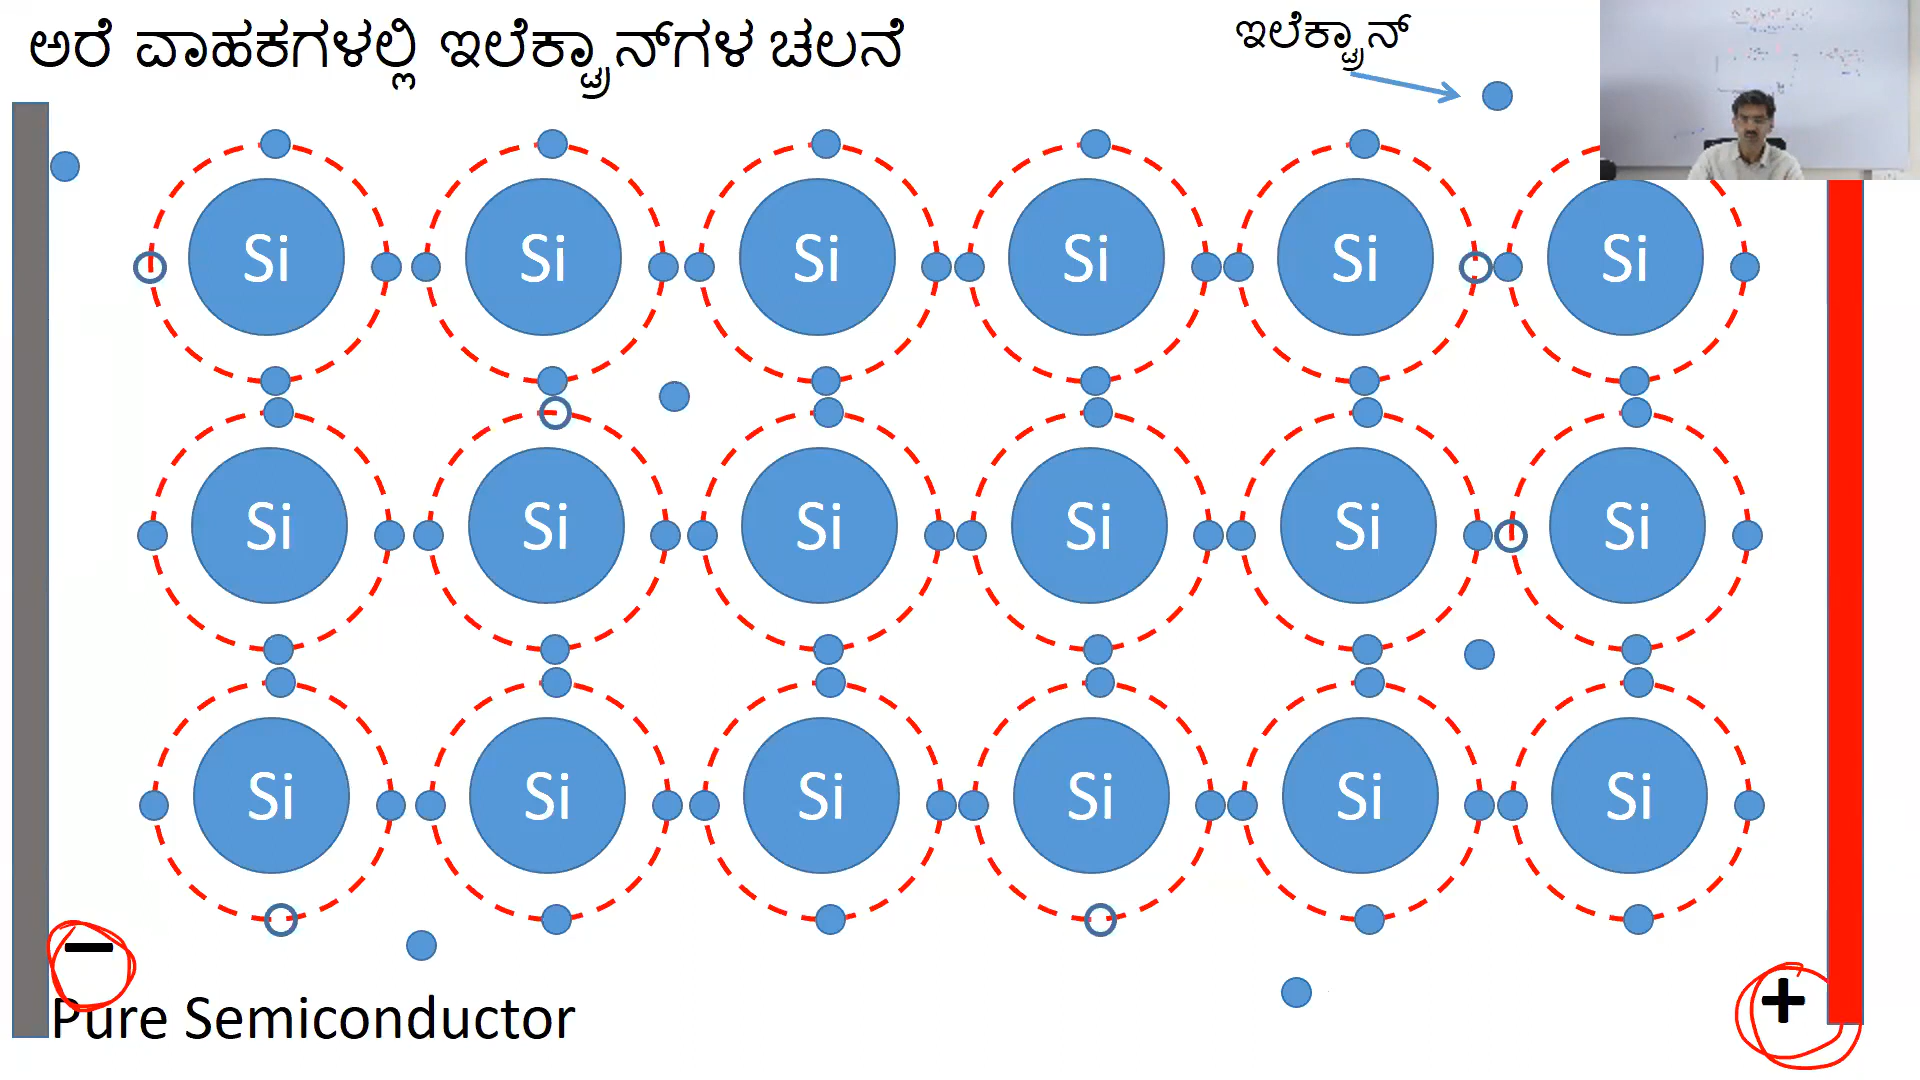 ಅರೆ ವಾಹಕಗಳಲ್ಲಿ ಇಲೆಕ್ಟ್ರಾನ್‌ಗಳ ಚಲನೆ
ಇಲೆಕ್ಟ್ರಾನ್
Si Si Si Si Si Si
Si Si Si Si Si Si
Si Si Si Si Si Si
− +
Pure Semiconductor